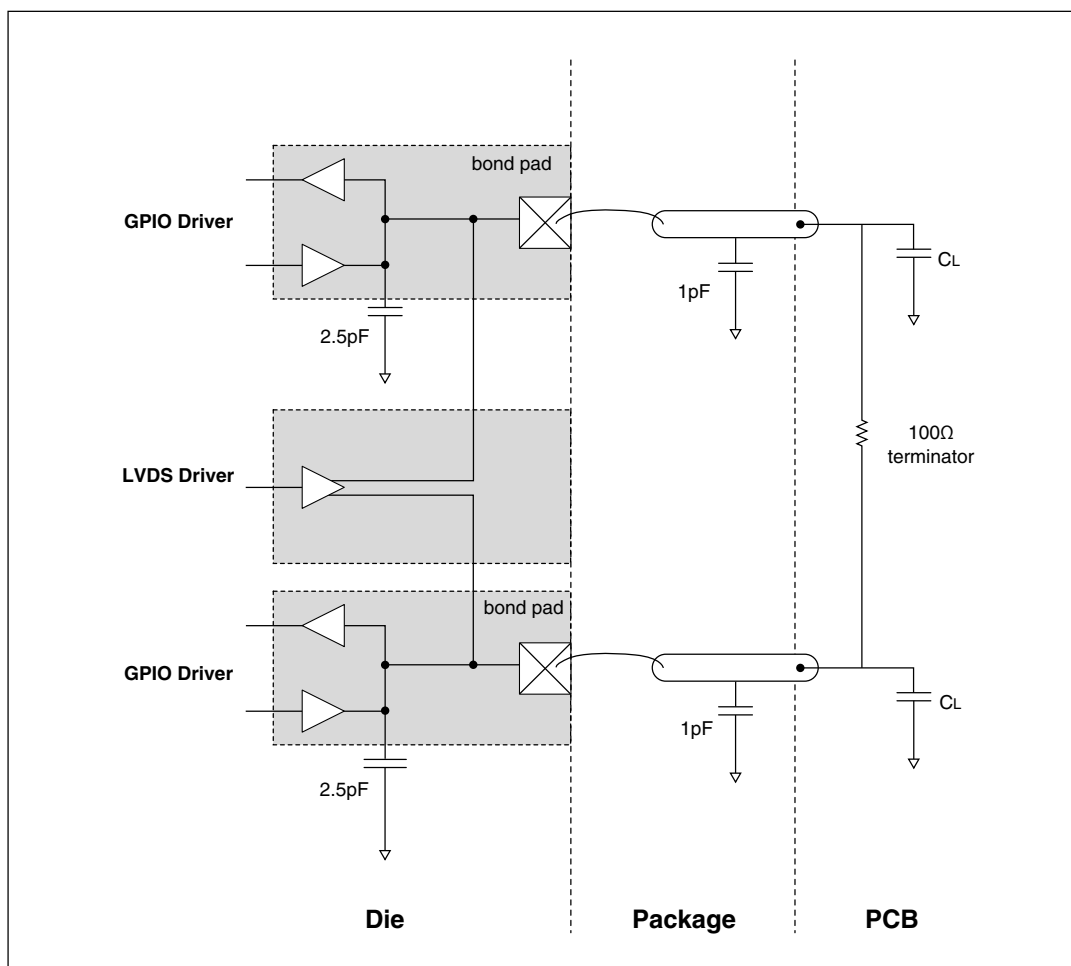 bond pad
GPIO Driver
2.5pF
1pF
CL
LVDS Driver
100Ω
terminator
bond pad
GPIO Driver
2.5pF
1pF
CL
Die
Package
PCB